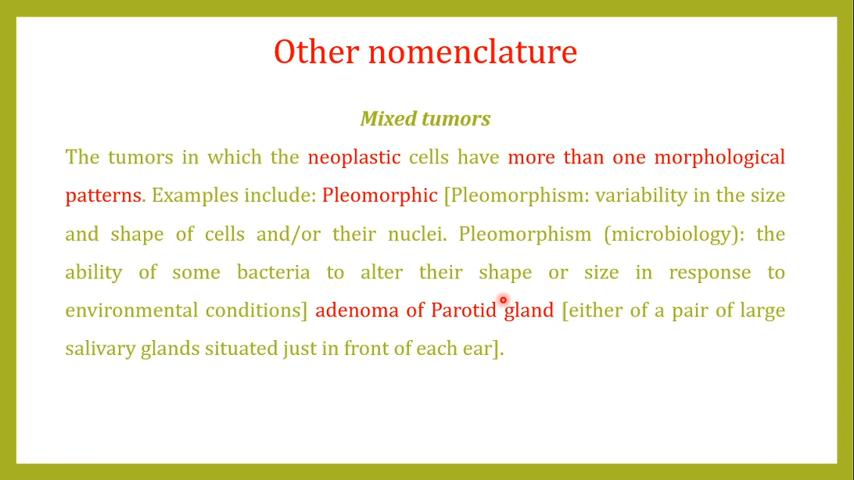 Other nomenclature
Mixed tumors
The tumors in which the neoplastic cells have more than one morphological
patterns. Examples include: Pleomorphic [Pleomorphism: variability in the size
and shape of cells and/or their nuclei. Pleomorphism (microbiology): the
ability of some bacteria to alter their shape or size in response to
environmental conditions] adenoma of Parotid gland [either of a pair of large
salivary glands situated just in front of each ear].